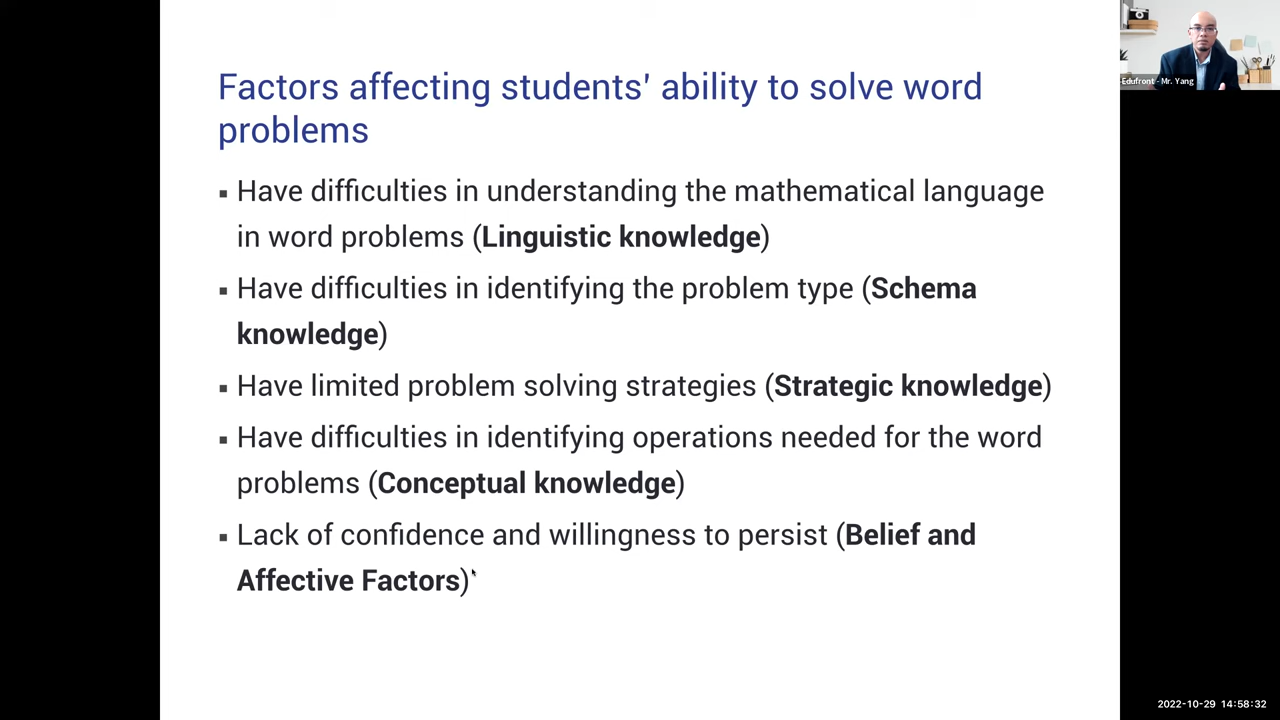 Factors affecting students' ability to solve word
problems
▪ Have difficulties in understanding the mathematical language
in word problems (Linguistic knowledge)
▪ Have difficulties in identifying the problem type (Schema
knowledge)
▪ Have limited problem solving strategies (Strategic knowledge)
▪ Have difficulties in identifying operations needed for the word
problems (Conceptual knowledge)
▪ Lack of confidence and willingness to persist (Belief and
Affective Factors)
Edufront - Mr. Yang
2022-10-29 14:58:32